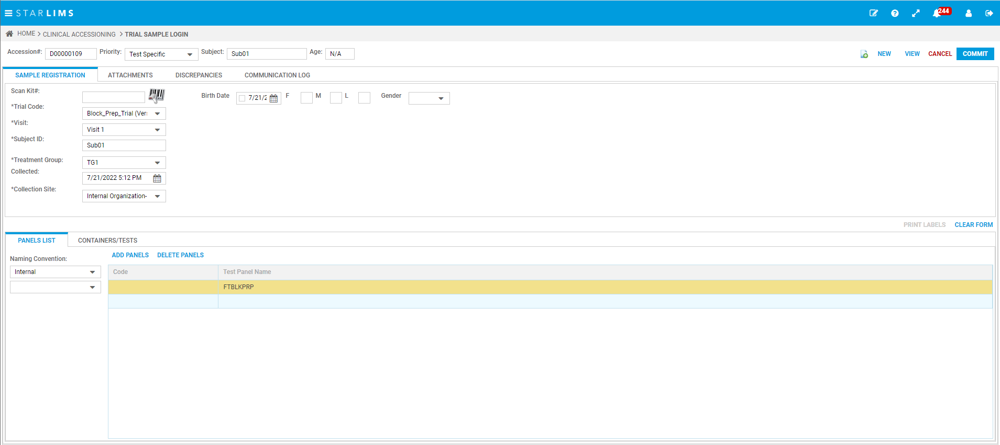 STARLIMS
244
HOME > CLINICAL ACCESSIONING > TRIAL SAMPLE LOGIN
Accession#: D00000109 Priority: Test Specific Subject: Sub01 Age: N/A NEW VIEW CANCEL COMMIT
SAMPLE REGISTRATION ATTACHMENTS DISCREPANCIES COMMUNICATION LOG
Scan Kit#:
Birth Date 7/21/2 F M L Gender
*Trial Code: Block_Prep_Trial (Ver
*Visit: Visit 1
*Subject ID: Sub01
*Treatment Group: TG1
Collected: 7/21/2022 5:12 PM
*Collection Site: Internal Organization-
PRINT LABELS CLEAR FORM
PANELS LIST CONTAINERS/TESTS
ADD PANELS DELETE PANELS
Naming Convention:
Internal
Code Test Panel Name
FTBLKPRP